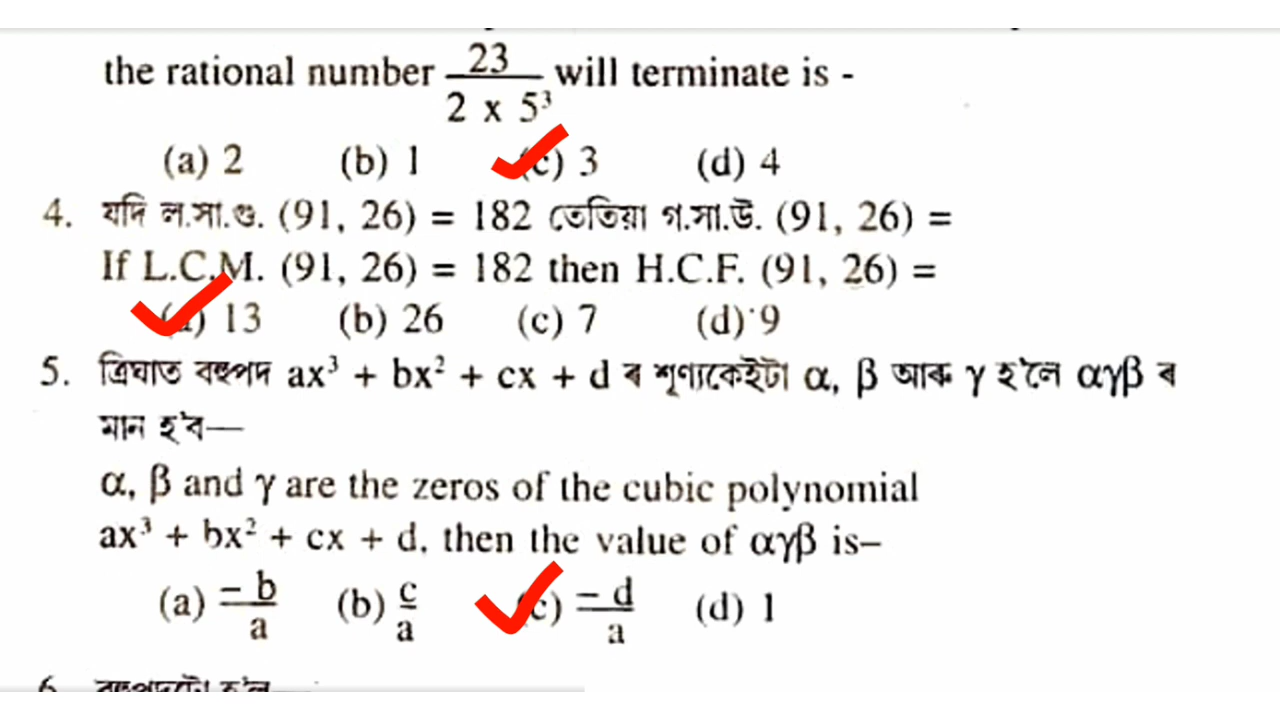 the rational number 23/(2 x 5³) will terminate is -
(a) 2 (b) 1 (c) 3 (d) 4
4. যদি ল.সা.গু. (91, 26) = 182 তেতিয়া গ.সা.উ. (91, 26) =
If L.C.M. (91, 26) = 182 then H.C.F. (91, 26) =
(a) 13 (b) 26 (c) 7 (d) 9
5. ত্ৰিঘাত বহুপদ ax³ + bx² + cx + d ৰ শূণ্যকেইটা α, β আৰু γ হ'লে αγβ ৰ
মান হ'ব—
α, β and γ are the zeros of the cubic polynomial
ax³ + bx² + cx + d, then the value of αγβ is–
(a) −b/a (b) c/a (c) −d/a (d) 1